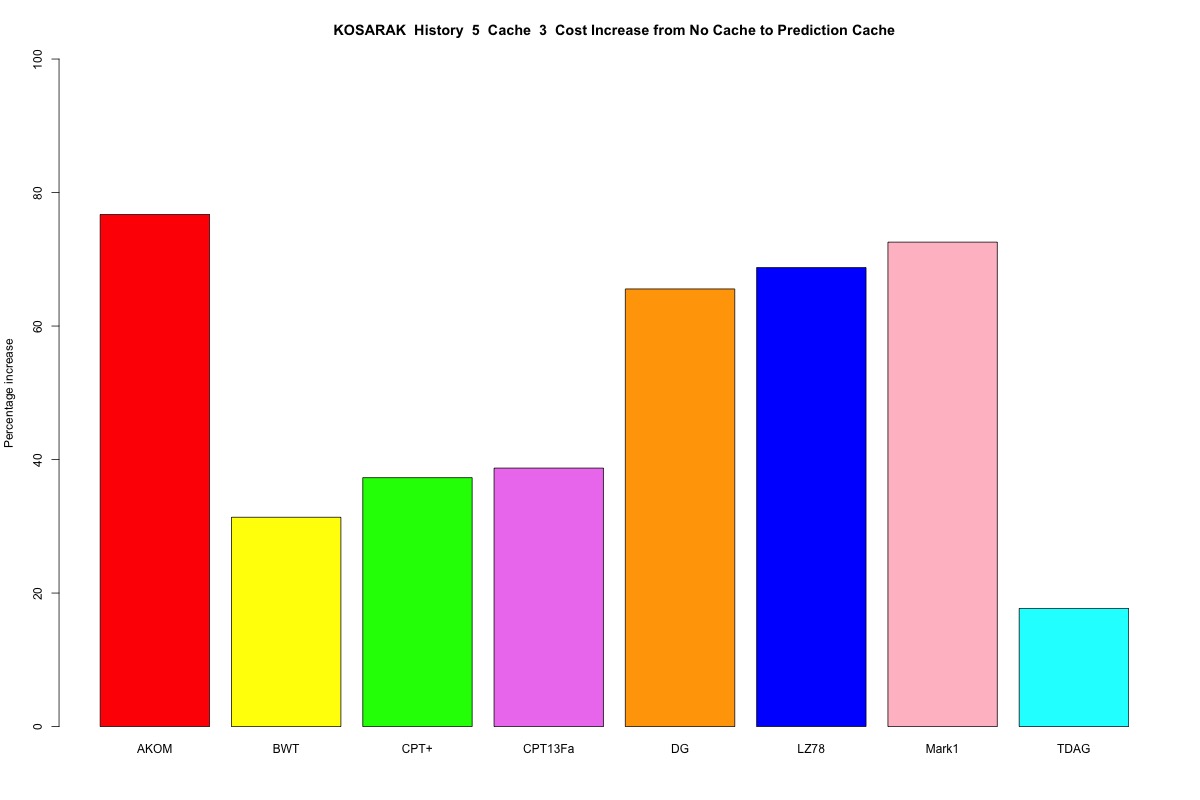 KOSARAK History 5 Cache 3 Cost Increase from No Cache to Prediction Cache
Percentage increase
100
80
60
40
20
0
AKOM BWT CPT+ CPT13Fa DG LZ78 Mark1 TDAG